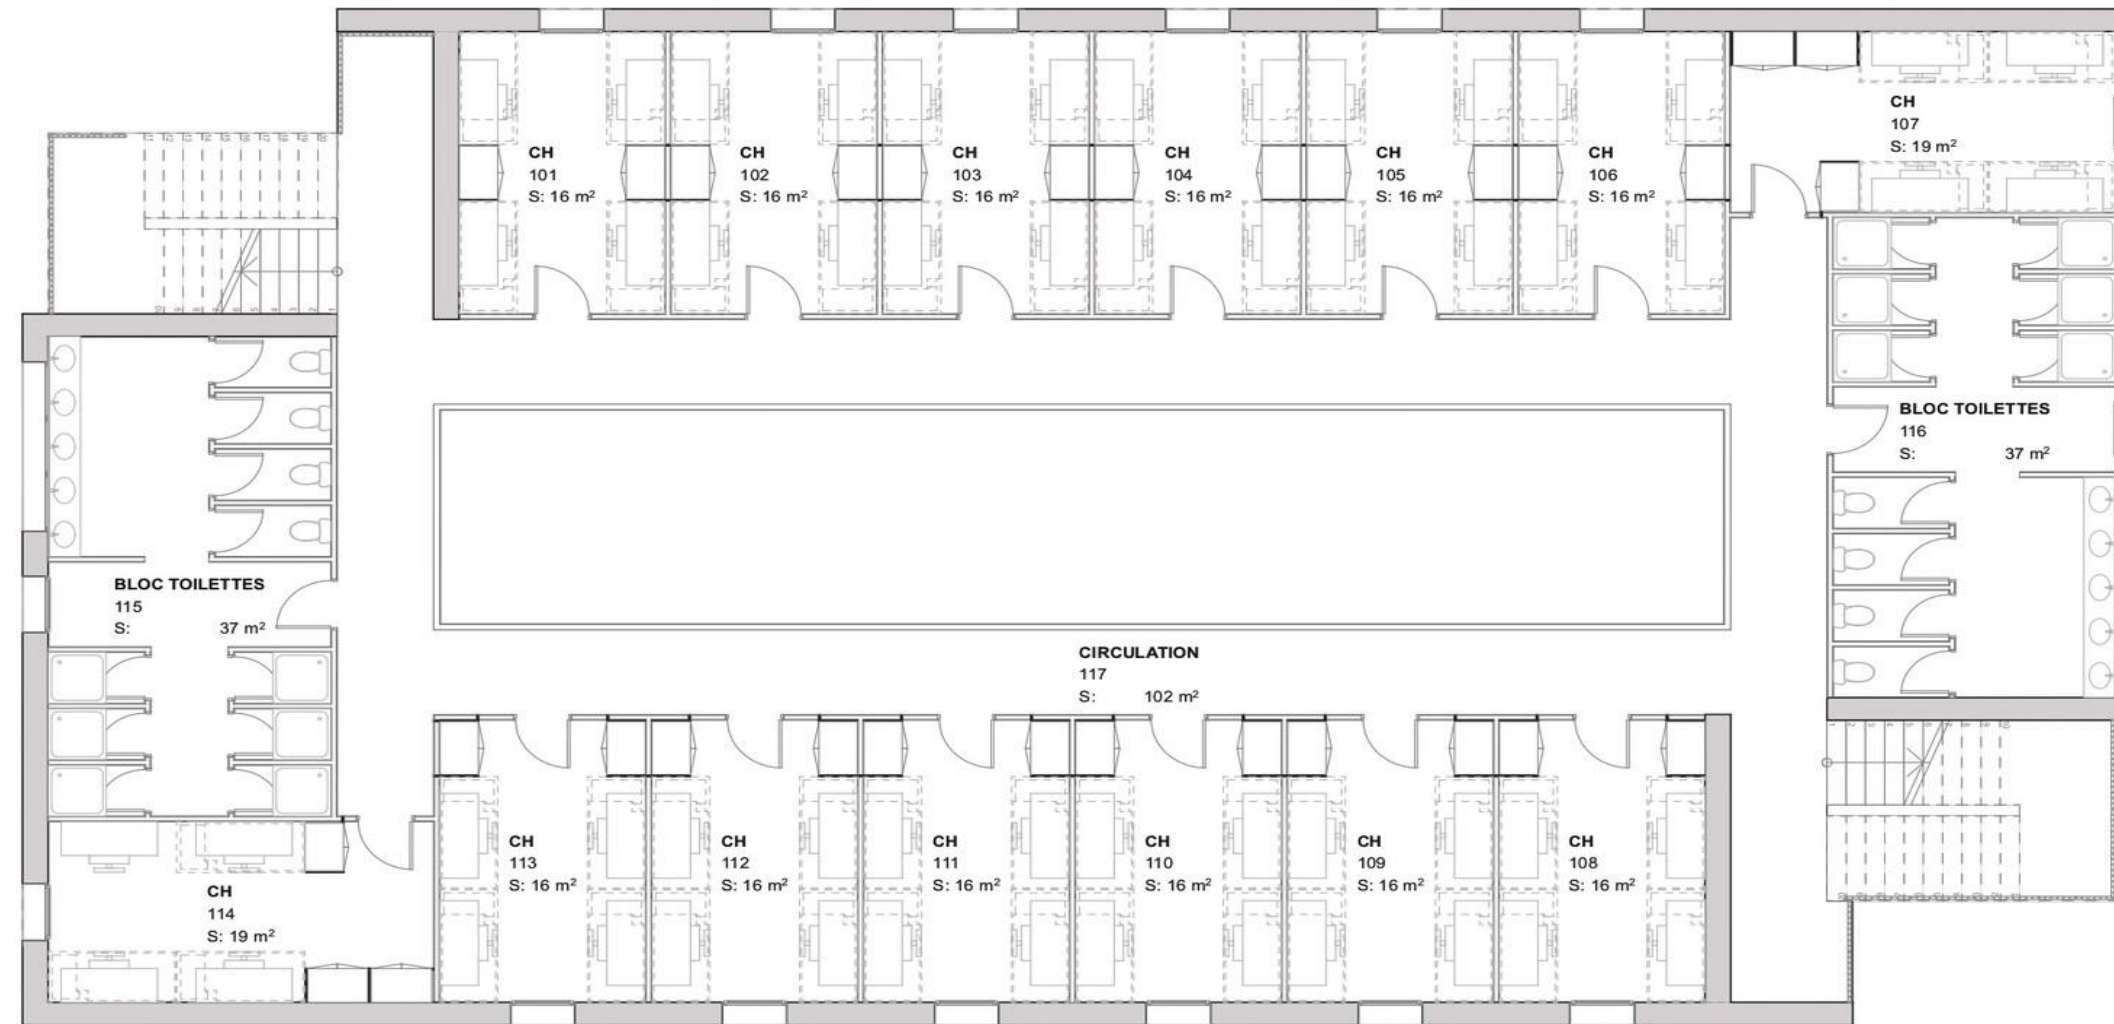 CH
101
S: 16 m²
CH
102
S: 16 m²
CH
103
S: 16 m²
CH
104
S: 16 m²
CH
105
S: 16 m²
CH
106
S: 16 m²
CH
107
S: 19 m²
BLOC TOILETTES
116
S: 37 m²
BLOC TOILETTES
115
S: 37 m²
CIRCULATION
117
S: 102 m²
CH
113
S: 16 m²
CH
112
S: 16 m²
CH
111
S: 16 m²
CH
110
S: 16 m²
CH
109
S: 16 m²
CH
108
S: 16 m²
CH
114
S: 19 m²